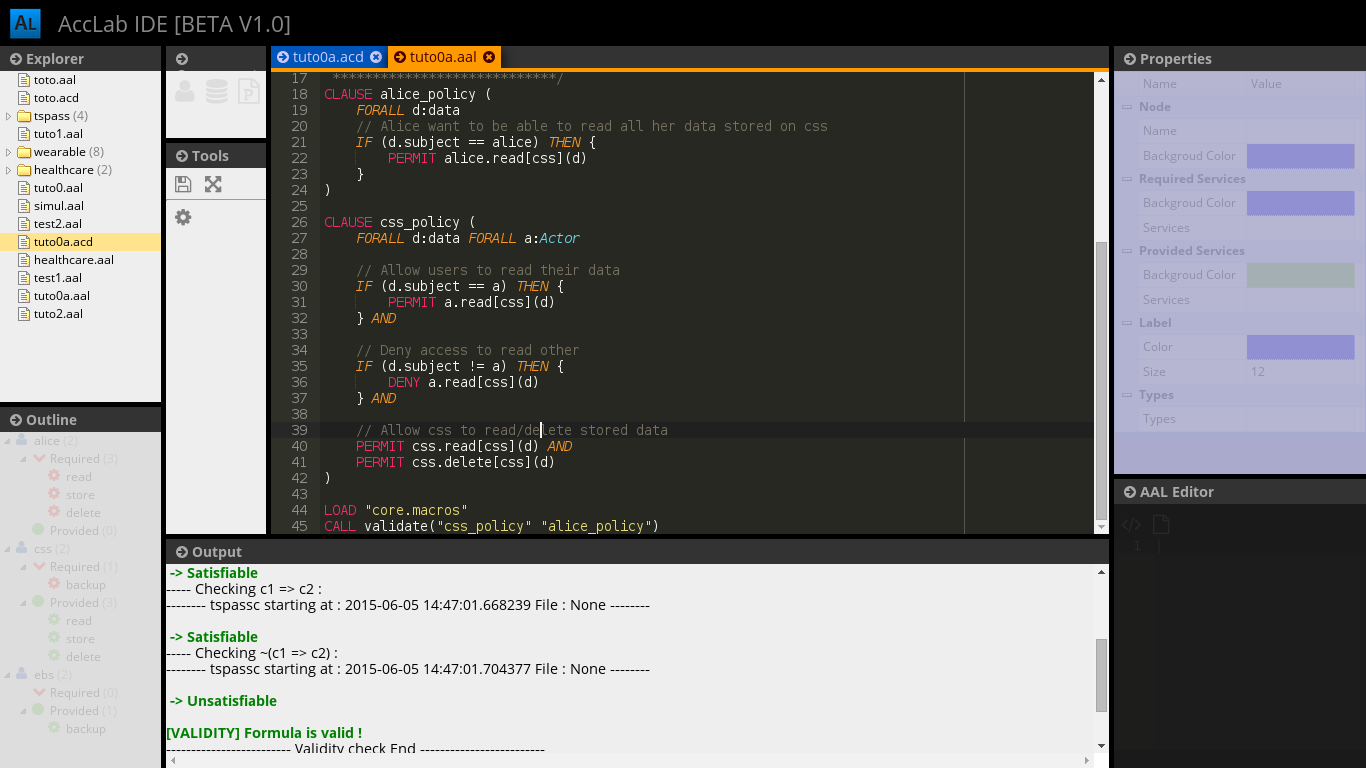 AL AccLab IDE [BETA V1.0]
Explorer
toto.aal
toto.acd
tspass (4)
tuto1.aal
wearable (8)
healthcare (2)
tuto0.aal
simul.aal
test2.aal
tuto0a.acd
healthcare.aal
test1.aal
tuto0a.aal
tuto2.aal
Outline
alice (2)
Required (3)
read
store
delete
Provided (0)
css (2)
Required (1)
backup
Provided (3)
read
store
delete
ebs (2)
Required (0)
Provided (1)
backup
Tools
tuto0a.acd tuto0a.aal
17 ****************************/
18 CLAUSE alice_policy (
19 FORALL d:data
20 // Alice want to be able to read all her data stored on css
21 IF (d.subject == alice) THEN {
22 PERMIT alice.read[css](d)
23 }
24 )
25
26 CLAUSE css_policy (
27 FORALL d:data FORALL a:Actor
28
29 // Allow users to read their data
30 IF (d.subject == a) THEN {
31 PERMIT a.read[css](d)
32 } AND
33
34 // Deny access to read other
35 IF (d.subject != a) THEN {
36 DENY a.read[css](d)
37 } AND
38
39 // Allow css to read/delete stored data
40 PERMIT css.read[css](d) AND
41 PERMIT css.delete[css](d)
42 )
43
44 LOAD "core.macros"
45 CALL validate("css_policy" "alice_policy")
Output
-> Satisfiable
----- Checking c1 => c2 :
-------- tspassc starting at : 2015-06-05 14:47:01.668239 File : None --------
-> Satisfiable
----- Checking ~(c1 => c2) :
-------- tspassc starting at : 2015-06-05 14:47:01.704377 File : None --------
-> Unsatisfiable
[VALIDITY] Formula is valid !
------------------------- Validity check End -------------------------
Properties
Name Value
Node
Name
Backgroud Color
Required Services
Backgroud Color
Services
Provided Services
Backgroud Color
Services
Label
Color
Size 12
Types
Types
AAL Editor
1